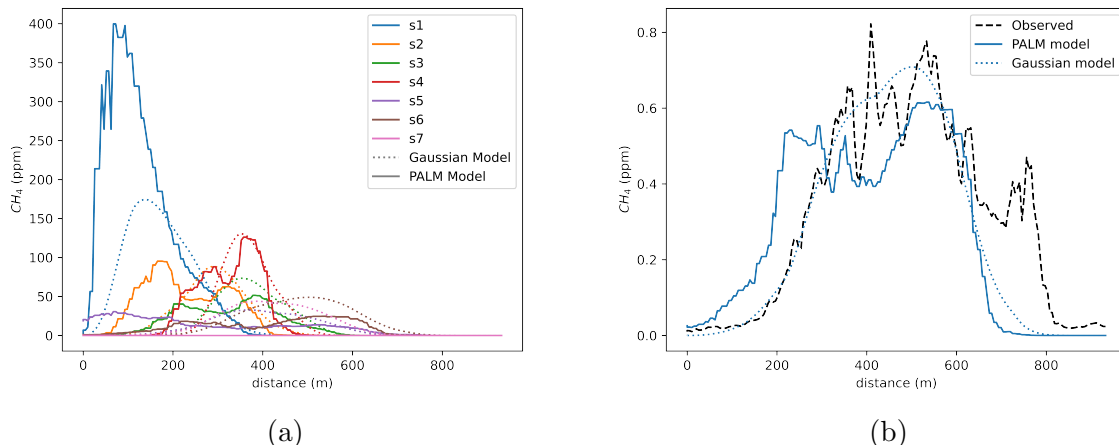 400
350
300
250
200
150
100
50
0
CH4 (ppm)
0 200 400 600 800
distance (m)
s1
s2
s3
s4
s5
s6
s7
Gaussian Model
PALM Model
(a)
0.8
0.6
0.4
0.2
0.0
CH4 (ppm)
0 200 400 600 800
distance (m)
Observed
PALM model
Gaussian model
(b)